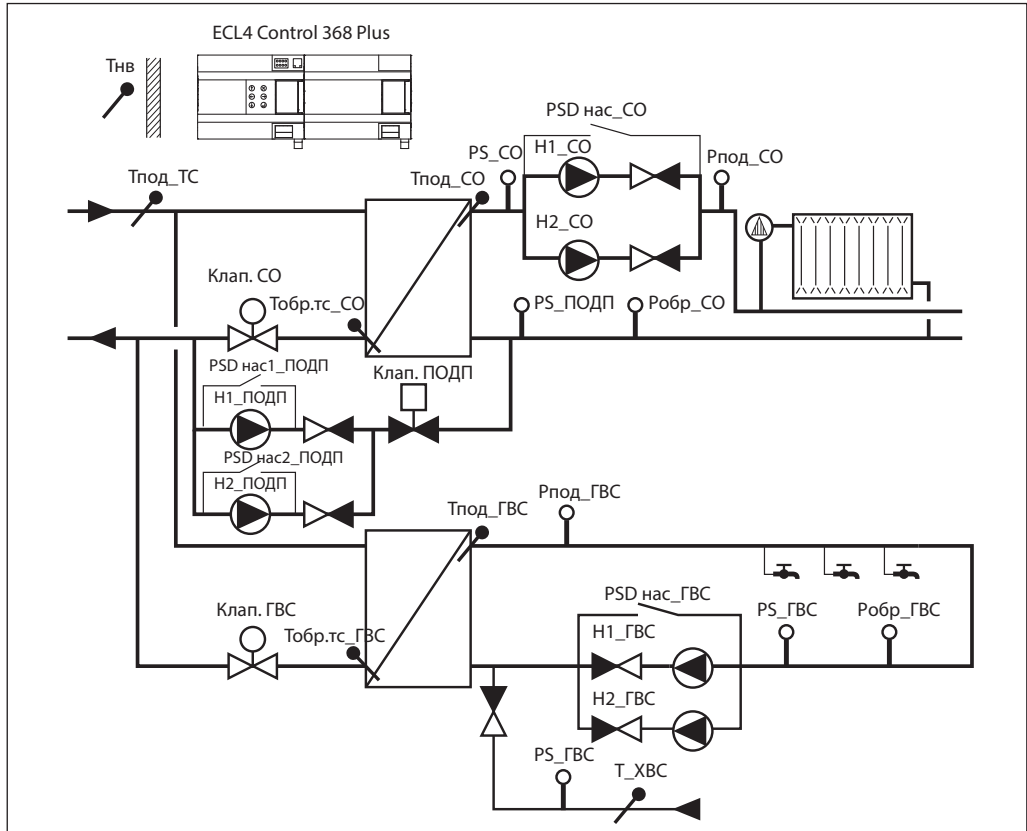 ECL4 Control 368 Plus
Тнв
PSD нас_СО
PS_СО
Н1_СО
Рпод_СО
Тпод_ТС
Тпод_СО
Н2_СО
Клап. СО
Тобр.тс_СО
PS_ПОДП
Робр_СО
PSD нас1_ПОДП
Клап. ПОДП
Н1_ПОДП
PSD нас2_ПОДП
Н2_ПОДП
Тпод_ГВС
Рпод_ГВС
Клап. ГВС
Тобр.тс_ГВС
PSD нас_ГВС
Н1_ГВС
PS_ГВС
Робр_ГВС
Н2_ГВС
PS_ГВС
Т_ХВС